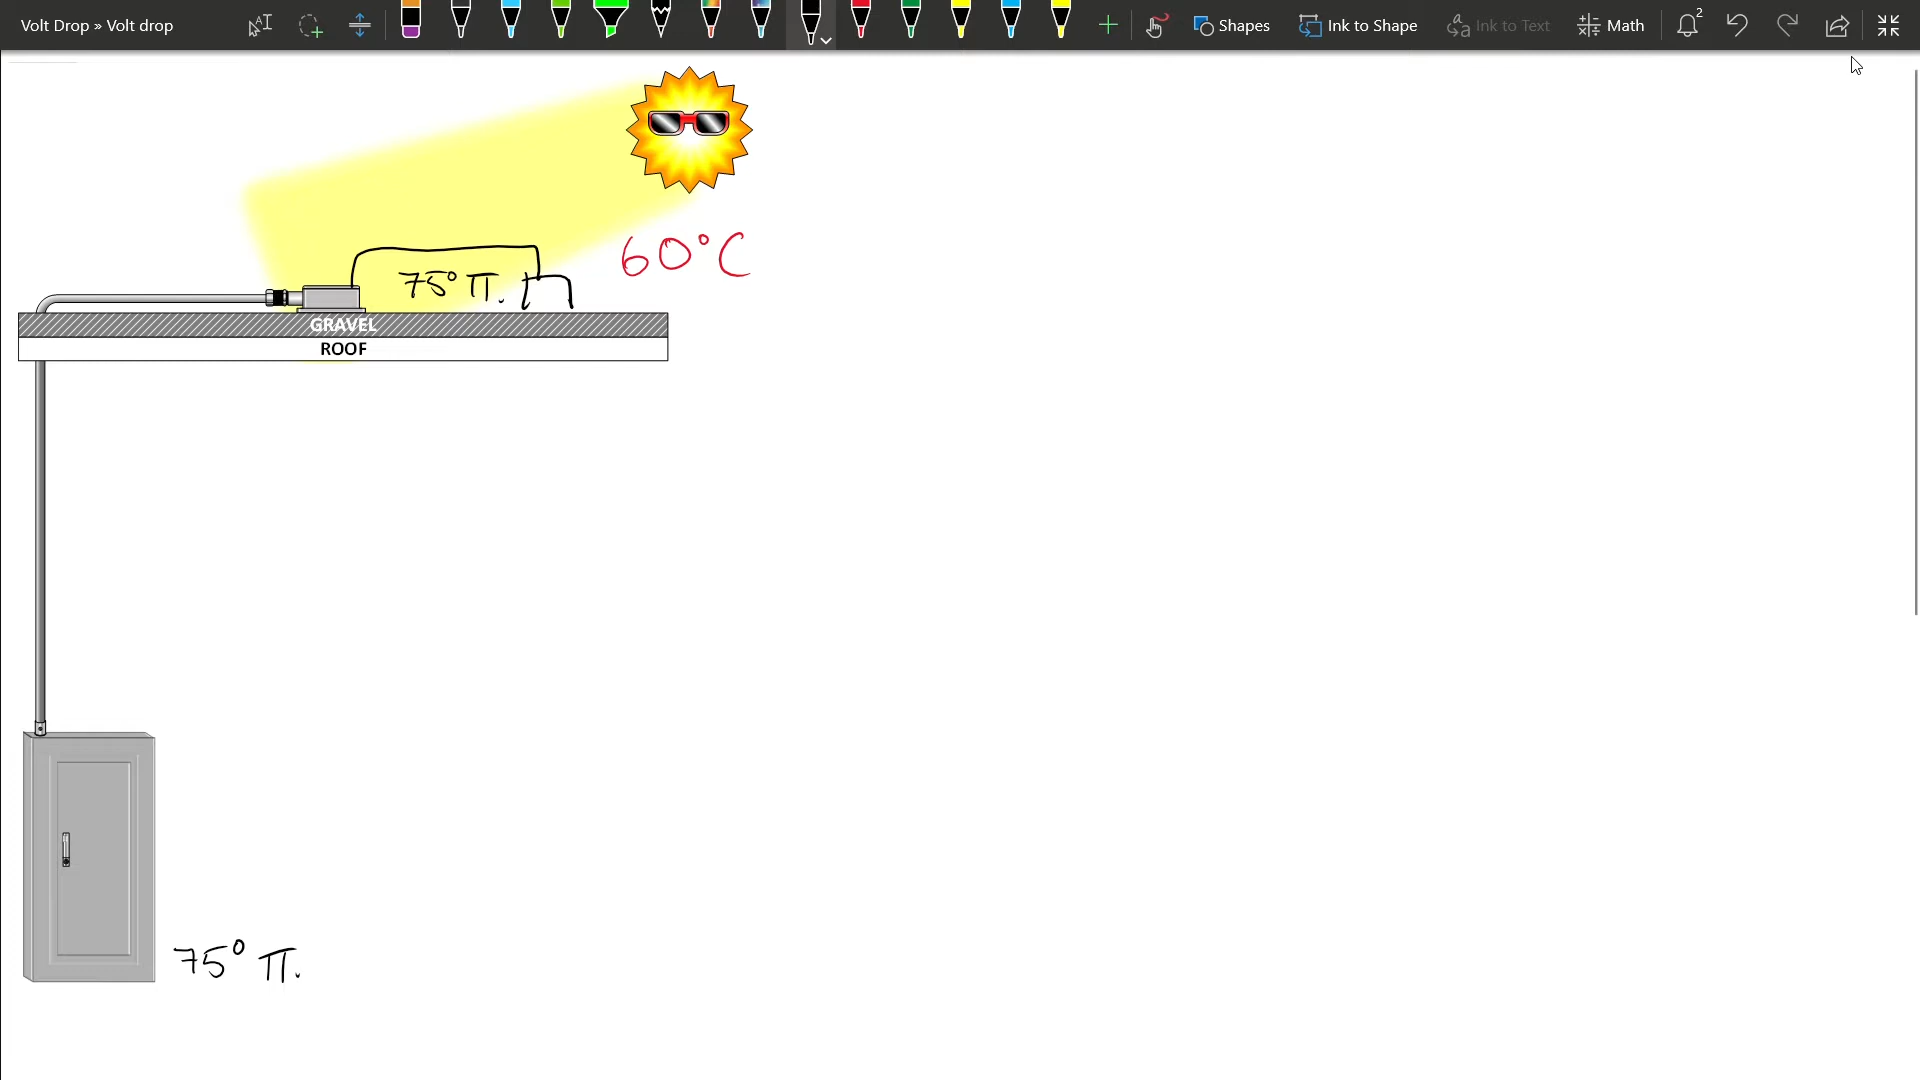 Volt Drop » Volt drop
Shapes
Ink to Shape
Ink to Text
Math
2
60°C
75° TT.
GRAVEL
ROOF
75° TT.